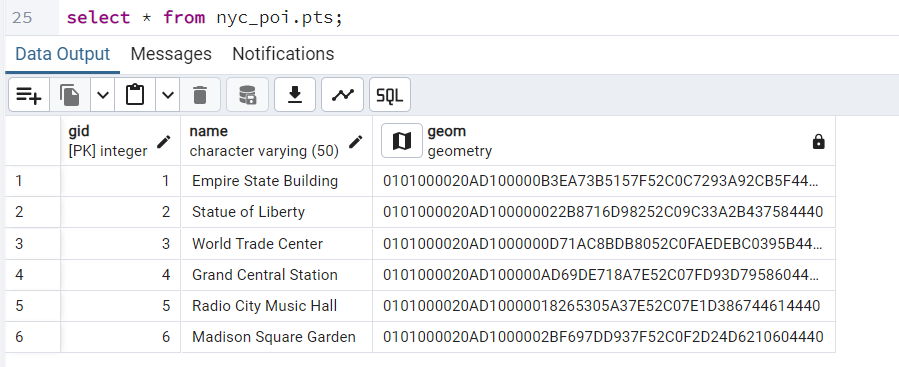 25 select * from nyc_poi.pts;
Data Output Messages Notifications
SQL
gid name geom
[PK] integer character varying (50) geometry
1 1 Empire State Building 0101000020AD100000B3EA73B5157F52C0C7293A92CB5F44...
2 2 Statue of Liberty 0101000020AD100000022B8716D98252C09C33A2B437584440
3 3 World Trade Center 0101000020AD1000000D71AC8BDB8052C0FAEDEBC0395B44...
4 4 Grand Central Station 0101000020AD100000AD69DE718A7E52C07FD93D79586044...
5 5 Radio City Music Hall 0101000020AD10000018265305A37E52C07E1D386744614440
6 6 Madison Square Garden 0101000020AD1000002BF697DD937F52C0F2D24D6210604440